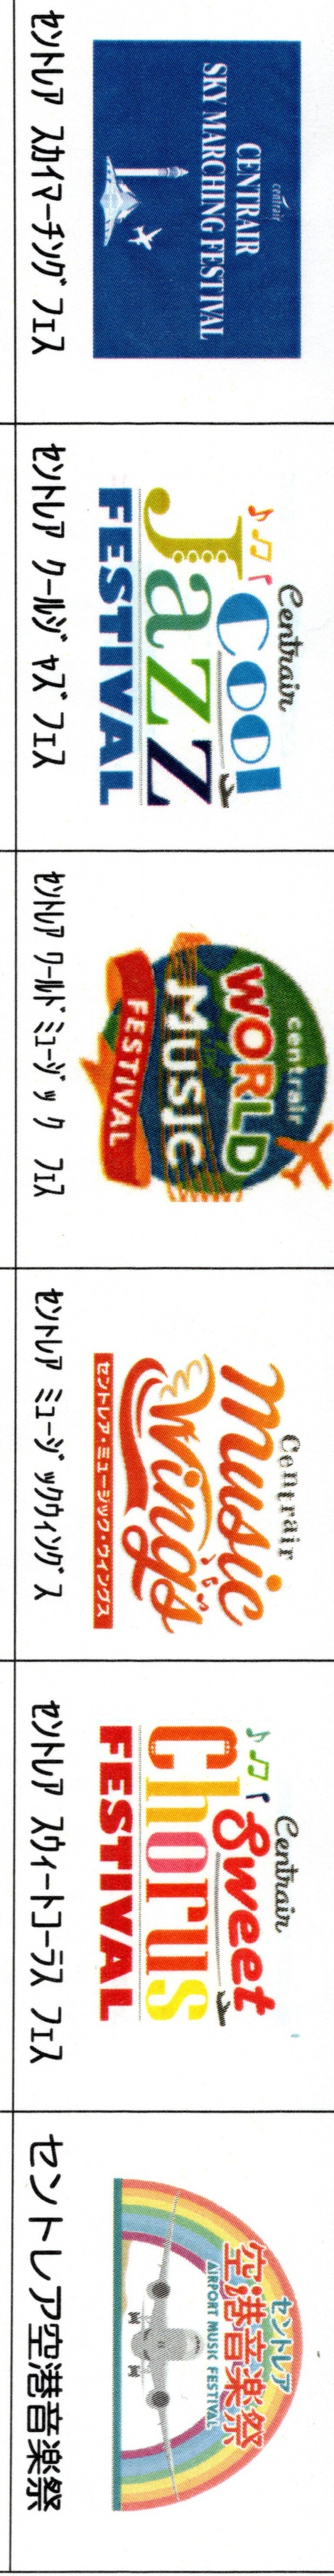 centrair
CENTRAIR
SKY MARCHING FESTIVAL
ｾﾝﾄﾚｱ ｽｶｲﾏｰﾁﾝｸﾞ ﾌｪｽ
Centrair
Cool
Jazz
FESTIVAL
ｾﾝﾄﾚｱ ｸｰﾙｼﾞｬｽﾞ ﾌｪｽ
centrair
WORLD
MUSIC
FESTIVAL
ｾﾝﾄﾚｱ ﾜｰﾙﾄﾞﾐｭｰｼﾞｯｸ ﾌｪｽ
Centrair
Music
Wings
セントレア・ミュージック・ウィングス
ｾﾝﾄﾚｱ ﾐｭｰｼﾞｯｸｳｨﾝｸﾞｽ
Centrair
Sweet
Chorus
FESTIVAL
ｾﾝﾄﾚｱ ｽｳｨｰﾄｺｰﾗｽ ﾌｪｽ
セントレア
空港音楽祭
AIRPORT MUSIC FESTIVAL
セントレア空港音楽祭